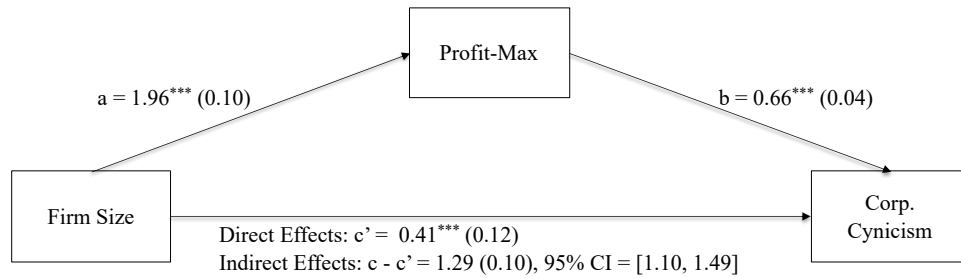 Profit-Max
a = 1.96*** (0.10)
b = 0.66*** (0.04)
Firm Size
Corp.
Cynicism
Direct Effects: c’ = 0.41*** (0.12)
Indirect Effects: c - c’ = 1.29 (0.10), 95% CI = [1.10, 1.49]